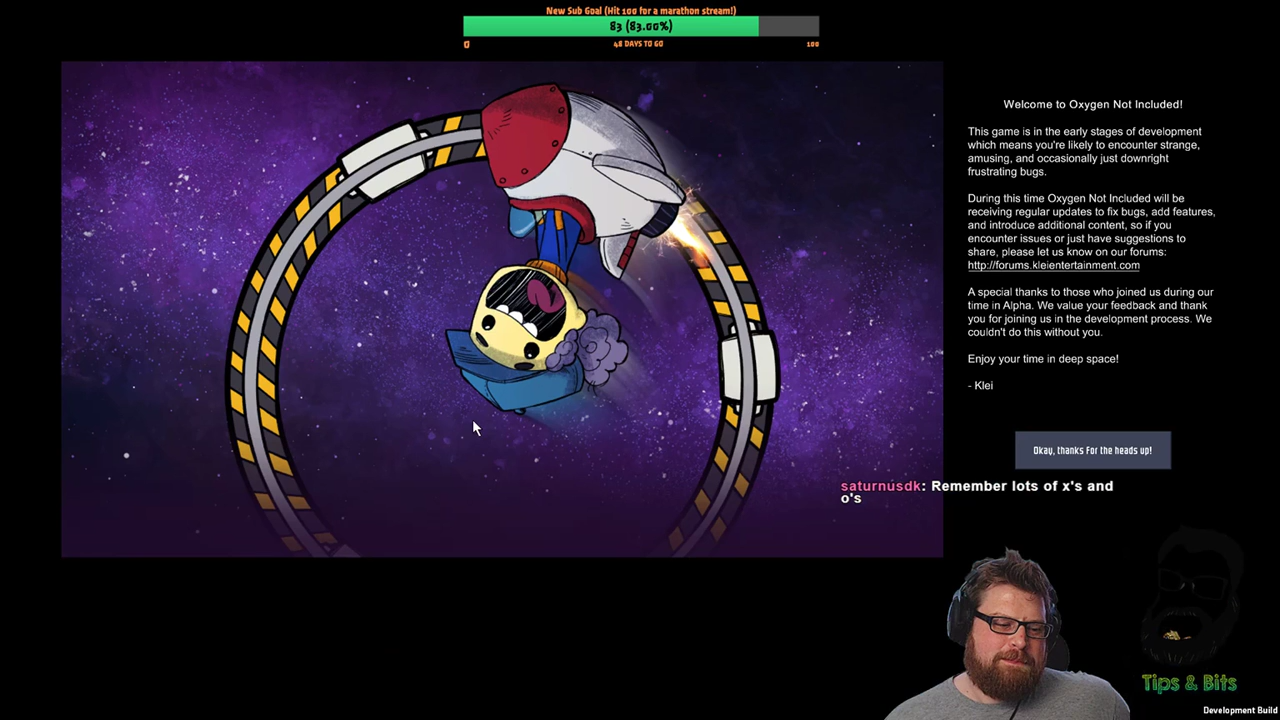 New Sub Goal (Hit 100 for a marathon stream!)
83 (83.00%)
0
48 DAYS TO GO
100
Welcome to Oxygen Not Included!
This game is in the early stages of development
which means you're likely to encounter strange,
amusing, and occasionally just downright
frustrating bugs.
During this time Oxygen Not Included will be
receiving regular updates to fix bugs, add features,
and introduce additional content, so if you
encounter issues or just have suggestions to
share, please let us know on our forums:
http://forums.kleientertainment.com
A special thanks to those who joined us during our
time in Alpha. We value your feedback and thank
you for joining us in the development process. We
couldn't do this without you.
Enjoy your time in deep space!
- Klei
Okay, thanks for the heads up!
saturnusdk: Remember lots of x's and
o's
Tips & Bits
Development Build